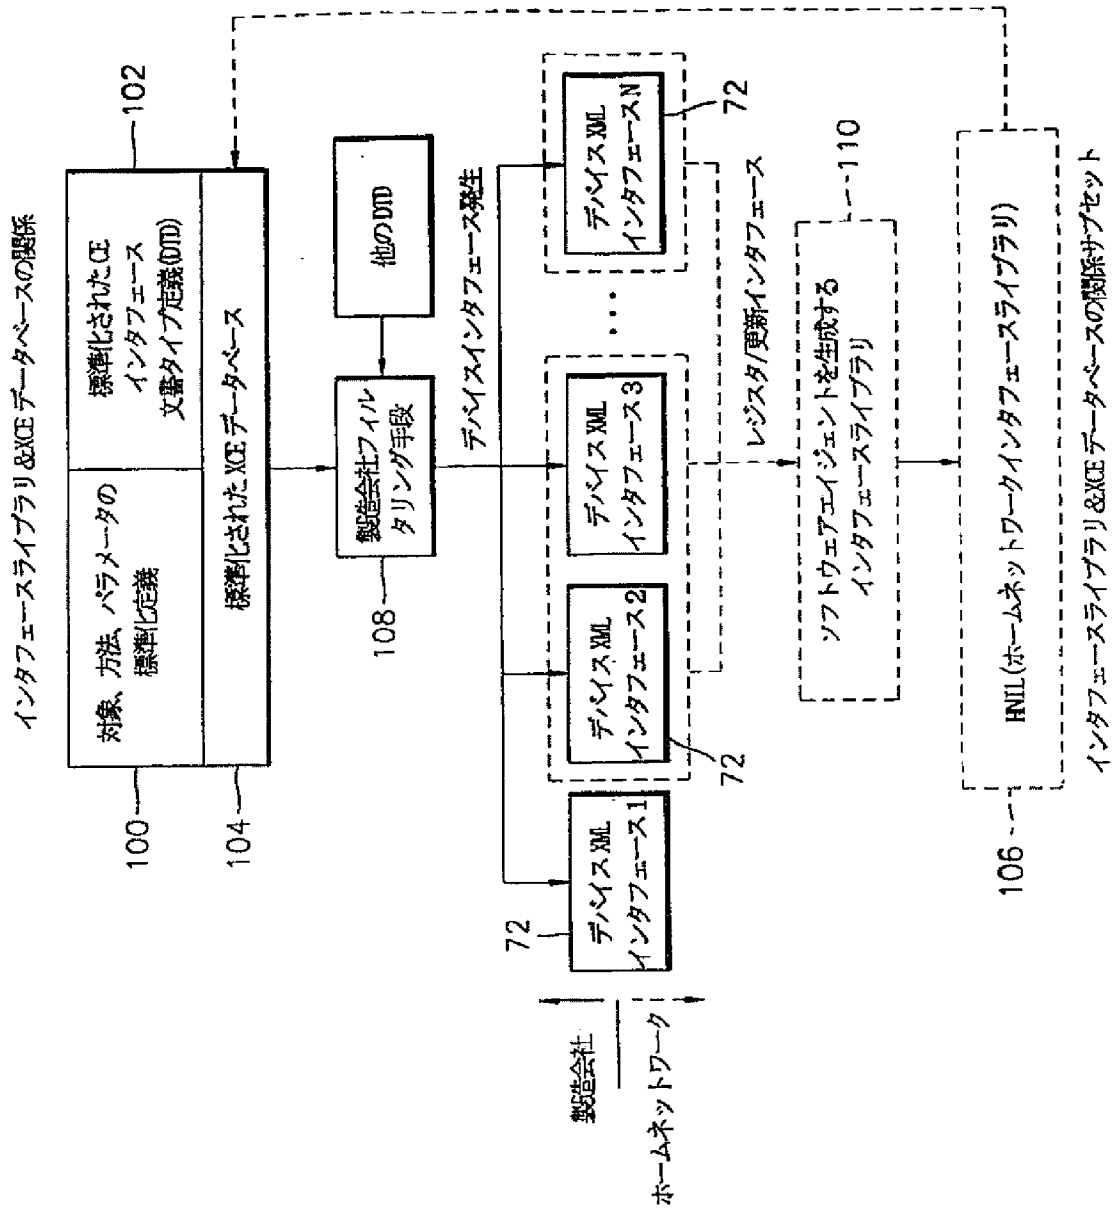 インタフェースライブラリ&XCEデータベースの関係
対象、方法、パラメータの
標準化定義
標準化されたCE
インタフェース
文書タイプ定義(DTD)
標準化されたXCEデータベース
100
102
104
製造会社フィル
タリング手段
108
他のDTD
デバイスインタフェース発生
デバイスXML
インタフェース1
72
デバイスXML
インタフェース2
72
デバイスXML
インタフェース3
・・・・
デバイスXML
インタフェースN
72
製造会社
ホームネットワーク
レジスタ/更新インタフェース
ソフトウェアエイジェントを生成する
インタフェースライブラリ
110
HNIL(ホームネットワークインタフェースライブラリ)
106
インタフェースライブラリ&XCEデータベースの関係サブセット